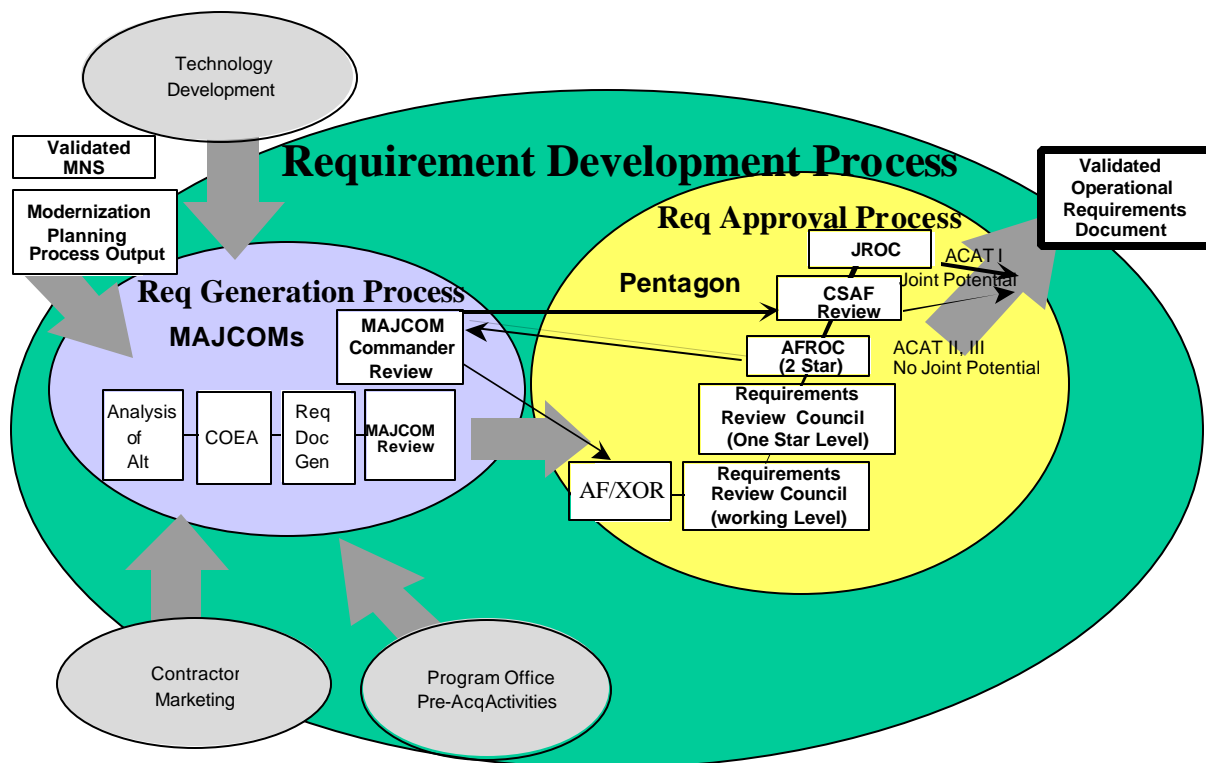 Technology
Development
Validated
MNS
Modernization
Planning
Process Output
Requirement Development Process
Validated
Operational
Requirements
Document
Req Approval Process
JROC
ACAT I
Joint Potential
Pentagon
CSAF
Review
AFROC
(2 Star)
ACAT II, III
No Joint Potential
Requirements
Review Council
(One Star Level)
AF/XOR
Requirements
Review Council
(working Level)
Req Generation Process
MAJCOMs
MAJCOM
Commander
Review
Analysis
of
Alt
COEA
Req
Doc
Gen
MAJCOM
Review
Contractor
Marketing
Program Office
Pre-AcqActivities